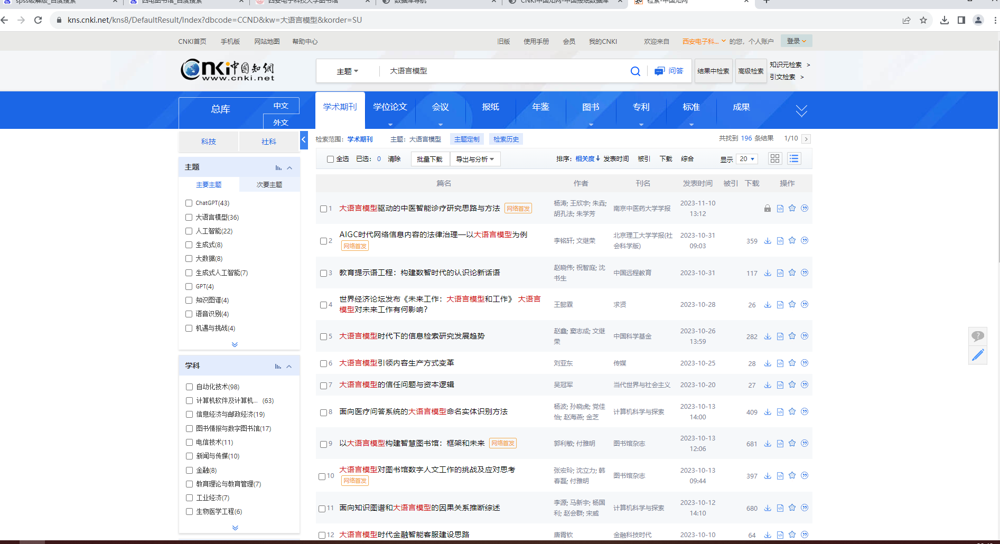 spss破解版_百度搜索
西电图书馆_百度搜索
西安电子科技大学图书馆
数据库导航
CNKI中国知网-中国报纸数据库
检索-中国知网
kns.cnki.net/kns8/DefaultResult/Index?dbcode=CCND&kw=大语言模型&korder=SU
CNKI首页 手机版 网站地图 帮助中心 旧版 使用手册 会员 我的CNKI 欢迎来自 西安电子科... 的您，个人账户 登录
Cnki中国知网
www.cnki.net
主题 大语言模型 问答 结果中检索 高级检索
知识元检索 >
引文检索 >
总库 中文 外文
学术期刊 学位论文 会议 报纸 年鉴 图书 专利 标准 成果
科技 社科
检索范围：学术期刊 主题：大语言模型 主题定制 检索历史 共找到 196 条结果 1/10 >
全选 已选：0 清除 批量下载 导出与分析 排序：相关度↓ 发表时间 被引 下载 综合 显示 20
主题
主要主题 次要主题
ChatGPT(43)
大语言模型(36)
人工智能(22)
生成式(8)
大数据(8)
生成式人工智能(7)
GPT(4)
知识图谱(4)
语音识别(4)
机遇与挑战(4)
学科
自动化技术(98)
计算机软件及计算机... (63)
信息经济与邮政经济(19)
图书情报与数字图书馆(17)
电信技术(11)
新闻与传媒(10)
金融(8)
教育理论与教育管理(7)
工业经济(7)
生物医学工程(6)
篇名 作者 刊名 发表时间 被引 下载 操作
1 大语言模型驱动的中医智能诊疗研究思路与方法 网络首发 杨涛; 王欣宇; 朱垚; 南京中医药大学学报 2023-11-10
胡孔法; 朱学芳 13:12
2 AIGC时代网络信息内容的法律治理—以大语言模型为例 李铭轩; 文继荣 北京理工大学学报(社 2023-10-31 359
网络首发 会科学版) 09:03
3 教育提示语工程：构建数智时代的认识论新话语 赵晓伟; 祝智庭; 沈 中国远程教育 2023-10-31 117
书生
4 世界经济论坛发布《未来工作：大语言模型和工作》 大语言 王懿霖 求贤 2023-10-28 26
模型对未来工作有何影响？
5 大语言模型时代下的信息检索研究发展趋势 赵鑫; 窦志成; 文继 中国科学基金 2023-10-26 282
荣 13:59
6 大语言模型引领内容生产方式变革 刘亚东 传媒 2023-10-25 28
7 大语言模型的信任问题与资本逻辑 吴冠军 当代世界与社会主义 2023-10-20 27
8 面向医疗问答系统的大语言模型命名实体识别方法 杨波; 孙晓虎; 党佳 计算机科学与探索 2023-10-13 409
怡; 赵海燕; 金芝 14:00
9 以大语言模型构建智慧图书馆：框架和未来 网络首发 郭利敏; 付雅明 图书馆杂志 2023-10-13 681
12:06
10 大语言模型对图书馆数字人文工作的挑战及应对思考 张宏玲; 沈立力; 韩 图书馆杂志 2023-10-13 397
网络首发 春磊; 付雅明 09:44
11 面向知识图谱和大语言模型的因果关系推断综述 李源; 马新宇; 杨国 计算机科学与探索 2023-10-12 680
利; 赵会群; 宋威 14:10
12 大语言模型时代金融智能客服建设思路 唐霄钦 金融科技时代 2023-10-10 64